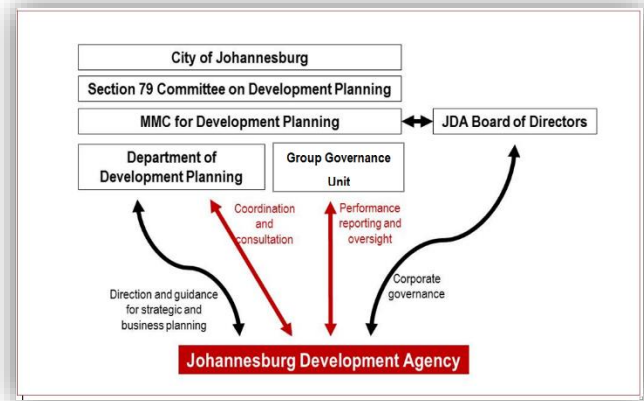 City of Johannesburg
Section 79 Committee on Development Planning
MMC for Development Planning
JDA Board of Directors
Department of
Development Planning
Group Governance
Unit
Coordination
and
consultation
Performance
reporting and
oversight
Direction and guidance
for strategic and
business planning
Corporate
governance
Johannesburg Development Agency